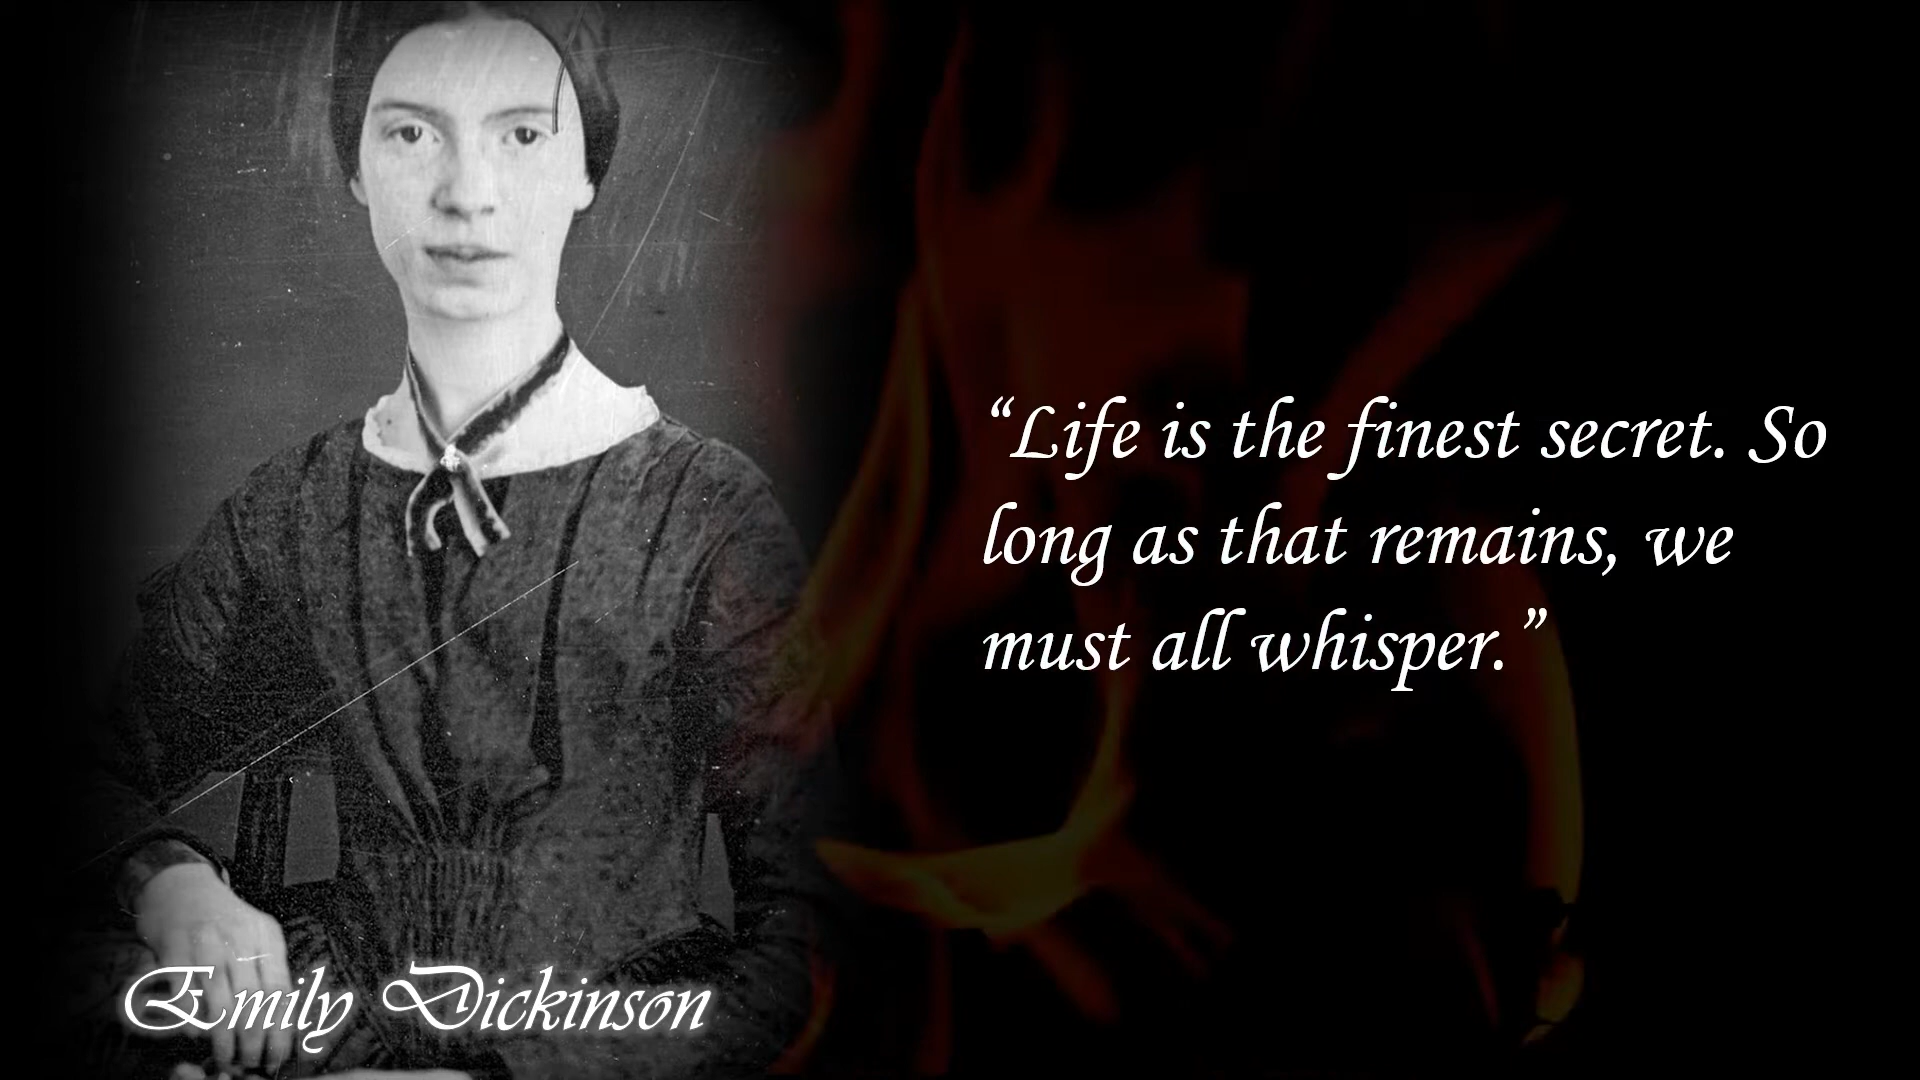 “Life is the finest secret. So
long as that remains, we
must all whisper.”
Emily Dickinson